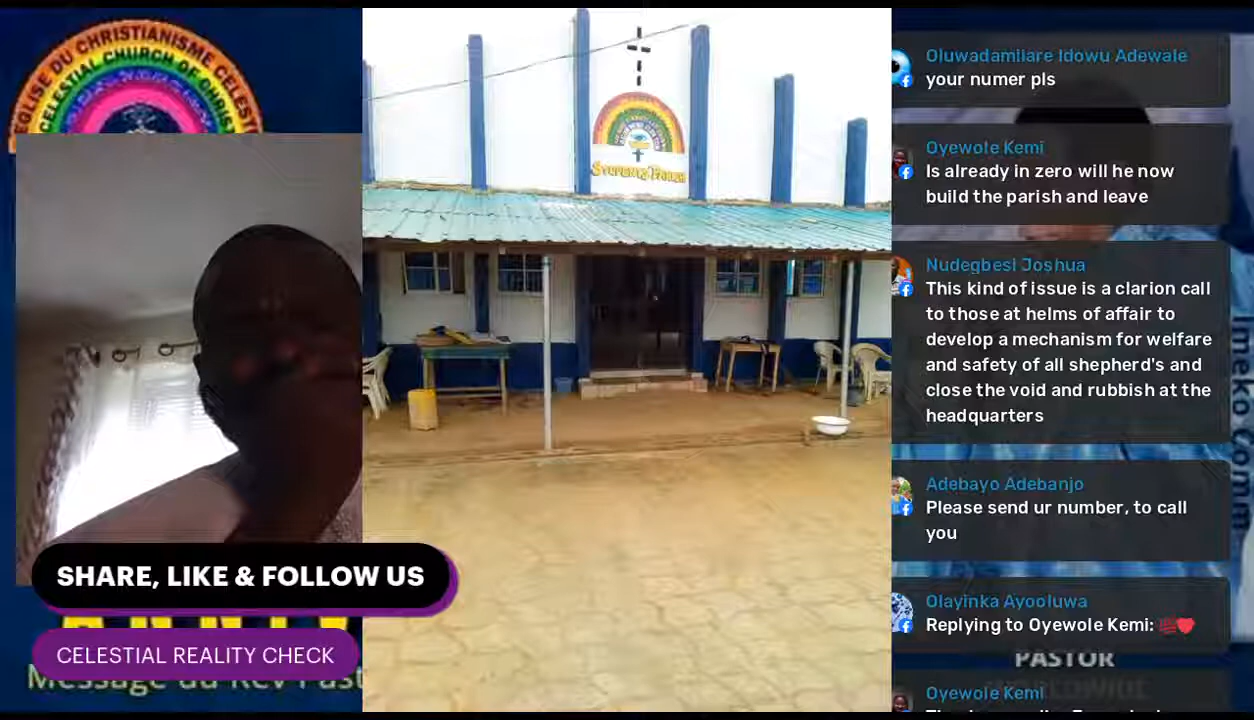 EGLISE DU CHRISTIANISME CELEST
CELESTIAL CHURCH OF CHRIST
SHARE, LIKE & FOLLOW US
CELESTIAL REALITY CHECK
Message du Rev Past
Oluwadamilare Idowu Adewale
your numer pls
Oyewole Kemi
Is already in zero will he now
build the parish and leave
Nudegbesi Joshua
This kind of issue is a clarion call
to those at helms of affair to
develop a mechanism for welfare
and safety of all shepherd's and
close the void and rubbish at the
headquarters
Adebayo Adebanjo
Please send ur number, to call
you
Olayinka Ayooluwa
Replying to Oyewole Kemi: 💯❤️
PASTOR
WORLDWIDE
Oyewole Kemi
Imeko Comm